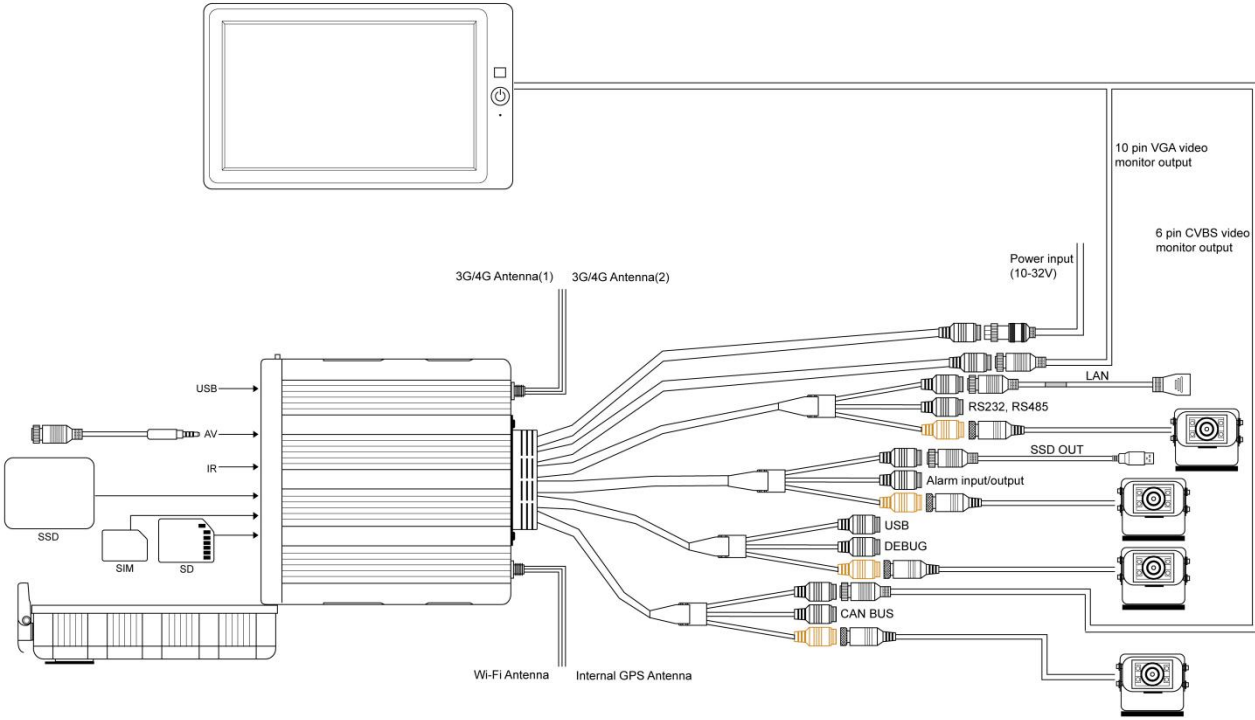 10 pin VGA video
monitor output
6 pin CVBS video
monitor output
Power input
(10-32V)
3G/4G Antenna(1) 3G/4G Antenna(2)
USB
LAN
RS232, RS485
AV
SSD OUT
IR
Alarm input/output
USB
SSD
SIM
SD
DEBUG
CAN BUS
Wi-Fi Antenna
Internal GPS Antenna